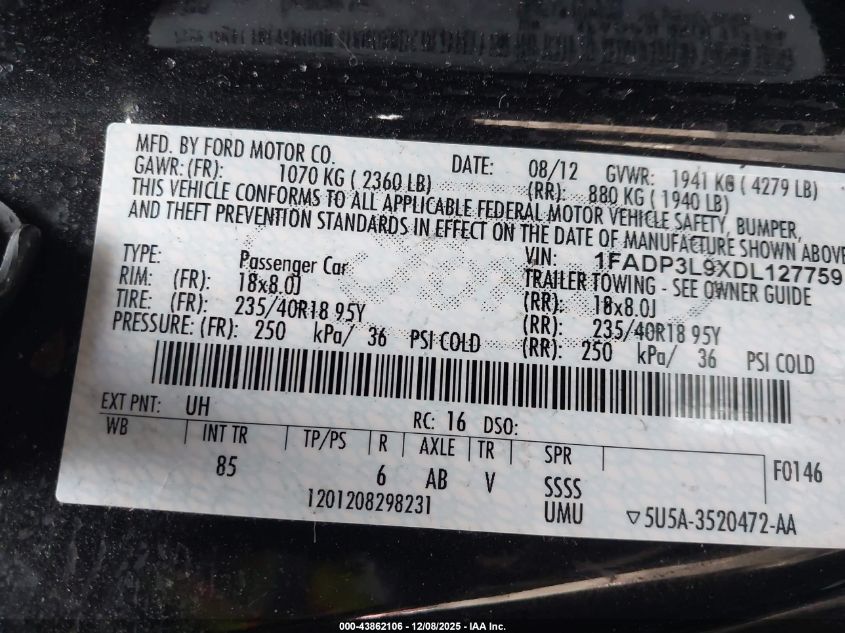 MFD. BY FORD MOTOR CO. DATE: 08/12 GVWR: 1941 KG ( 4279 LB)
GAWR: (FR): 1070 KG ( 2360 LB) (RR): 880 KG ( 1940 LB)
THIS VEHICLE CONFORMS TO ALL APPLICABLE FEDERAL MOTOR VEHICLE SAFETY, BUMPER,
AND THEFT PREVENTION STANDARDS IN EFFECT ON THE DATE OF MANUFACTURE SHOWN ABOVE
VIN: 1FADP3L9XDL127759
TYPE: Passenger Car TRAILER TOWING - SEE OWNER GUIDE
RIM: (FR): 18x8.0J (RR): 18x8.0J
TIRE: (FR): 235/40R18 95Y (RR): 235/40R18 95Y
PRESSURE: (FR): 250 kPa/ 36 PSI COLD (RR): 250 kPa/ 36 PSI COLD
EXT PNT: UH RC: 16 DSO:
WB INT TR TP/PS R AXLE TR SPR F0146
85 6 AB V SSSS
1201208298231 UMU ▽5U5A-3520472-AA
000-43862106 - 12/08/2025 - IAA Inc.